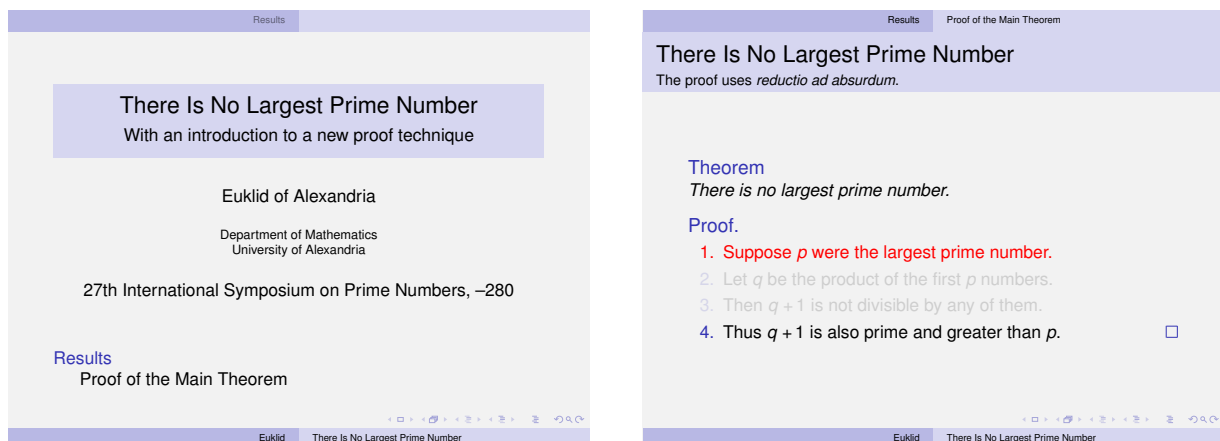 Results
There Is No Largest Prime Number
With an introduction to a new proof technique
Euklid of Alexandria
Department of Mathematics
University of Alexandria
27th International Symposium on Prime Numbers, –280
Results
Proof of the Main Theorem
Euklid There Is No Largest Prime Number
Results Proof of the Main Theorem
There Is No Largest Prime Number
The proof uses reductio ad absurdum.
Theorem
There is no largest prime number.
Proof.
1. Suppose p were the largest prime number.
2. Let q be the product of the first p numbers.
3. Then q + 1 is not divisible by any of them.
4. Thus q + 1 is also prime and greater than p. □
Euklid There Is No Largest Prime Number